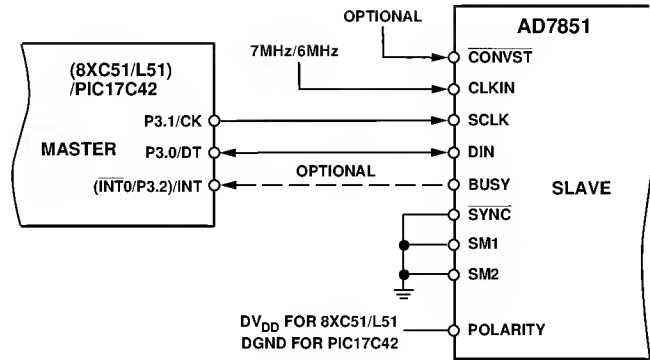 OPTIONAL
AD7851
7MHz/6MHz
(8XC51/L51)
/PIC17C42
CONVST
CLKIN
P3.1/CK
SCLK
MASTER
P3.0/DT
DIN
OPTIONAL
(INT0/P3.2)/INT
BUSY
SLAVE
SYNC
SM1
SM2
DVDD FOR 8XC51/L51
DGND FOR PIC17C42
POLARITY